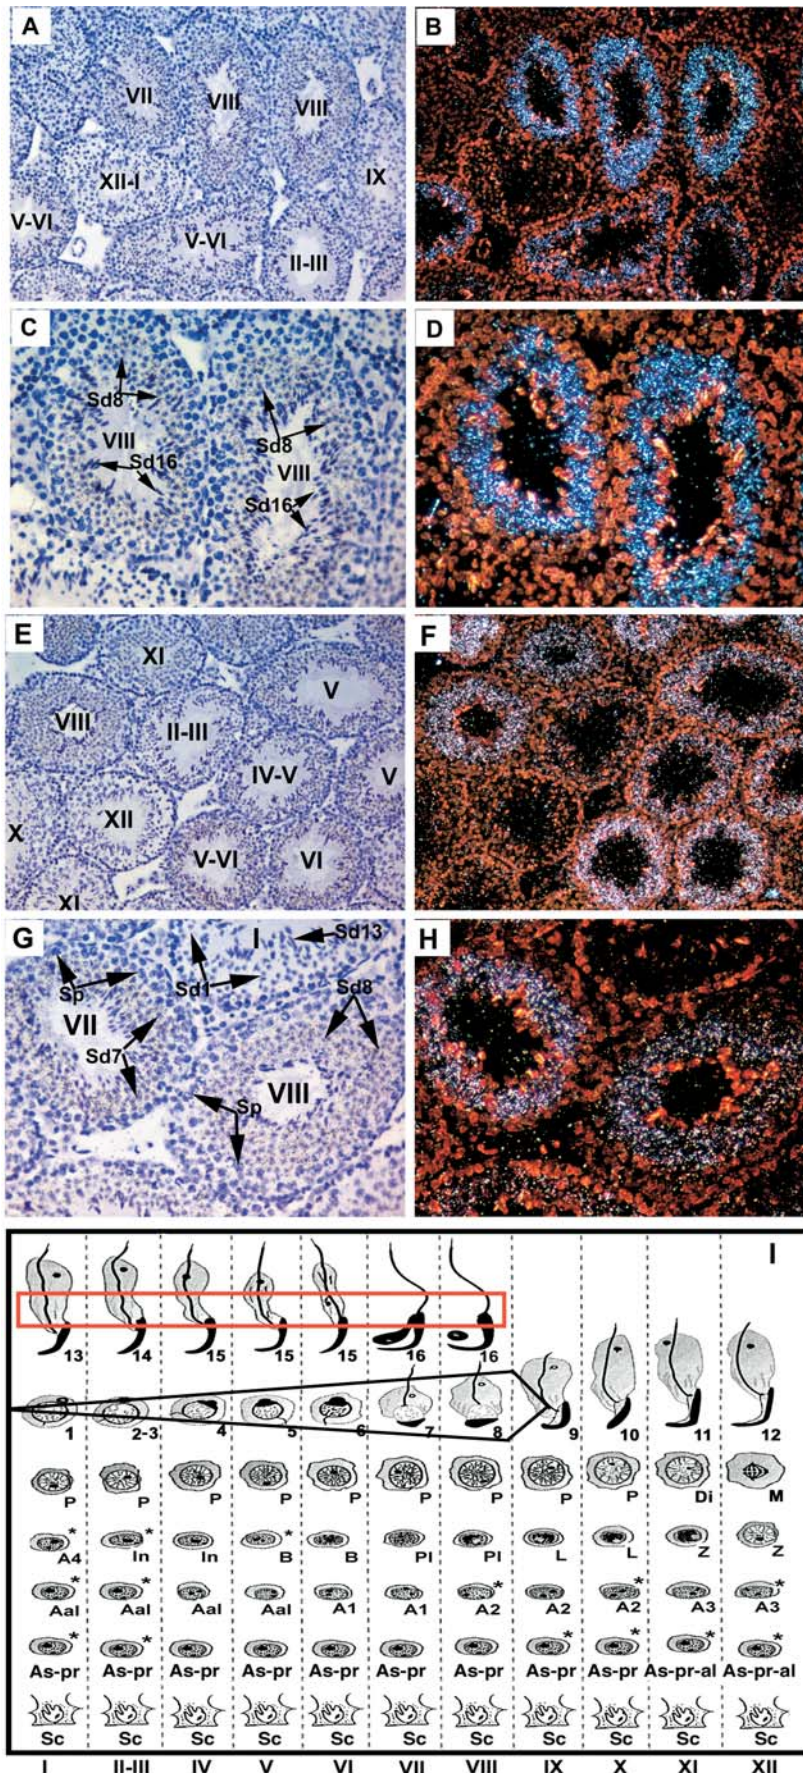 A
B
VII
VIII
VIII
IX
XII-I
V-VI
V-VI
II-III
C
D
Sd8
VIII
Sd16
Sd8
VIII
Sd16
E
F
XI
V
VIII
II-III
IV-V
V
XII
X
V-VI
VI
XI
G
H
I
Sd13
Sp
Sd1
Sd8
VII
Sd7
VIII
Sp
I
13 14 15 15 15 16 16
1 2-3 4 5 6 7 8 9 10 11 12
P P P P P P P P P Di M
A4 * In * In B * B Pl Pl L L Z Z
Aal * Aal * Aal Aal A1 A1 A2 * A2 A2 * A3 A3 *
As-pr * As-pr * As-pr As-pr As-pr As-pr As-pr As-pr * As-pr * As-pr-al * As-pr-al *
Sc Sc Sc Sc Sc Sc Sc Sc Sc Sc Sc
I II-III IV V VI VII VIII IX X XI XII